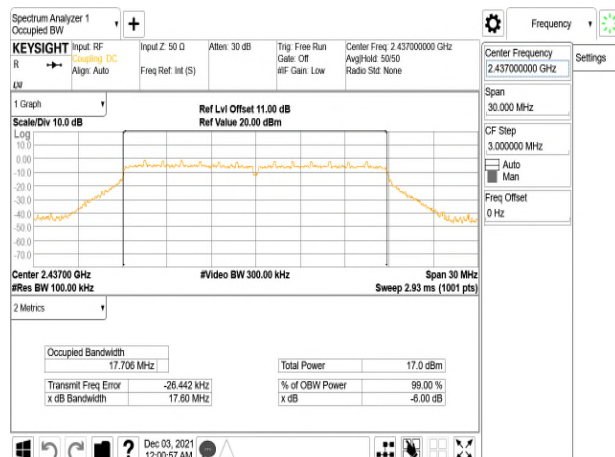 Spectrum Analyzer 1
Occupied BW
Frequency
KEYSIGHT
Input: RF
Input Z: 50 Ω
Atten: 30 dB
Trig: Free Run
Center Freq: 2.437000000 GHz
R
Coupling: DC
Gate: Off
Avg|Hold: 50/50
Align: Auto
Freq Ref: Int (S)
#IF Gain: Low
Radio Std: None
LXI
Center Frequency
2.437000000 GHz
Settings
Span
30.000 MHz
CF Step
3.000000 MHz
Auto
Man
Freq Offset
0 Hz
1 Graph
Ref Lvl Offset 11.00 dB
Scale/Div 10.0 dB
Ref Value 20.00 dBm
Log
10.0
0.00
-10.0
-20.0
-30.0
-40.0
-50.0
-60.0
-70.0
Center 2.43700 GHz
#Video BW 300.00 kHz
Span 30 MHz
#Res BW 100.00 kHz
Sweep 2.93 ms (1001 pts)
2 Metrics
Occupied Bandwidth
17.706 MHz
Total Power
17.0 dBm
Transmit Freq Error
-26.442 kHz
% of OBW Power
99.00 %
x dB Bandwidth
17.60 MHz
x dB
-6.00 dB
?
Dec 03, 2021
12:00:57 AM